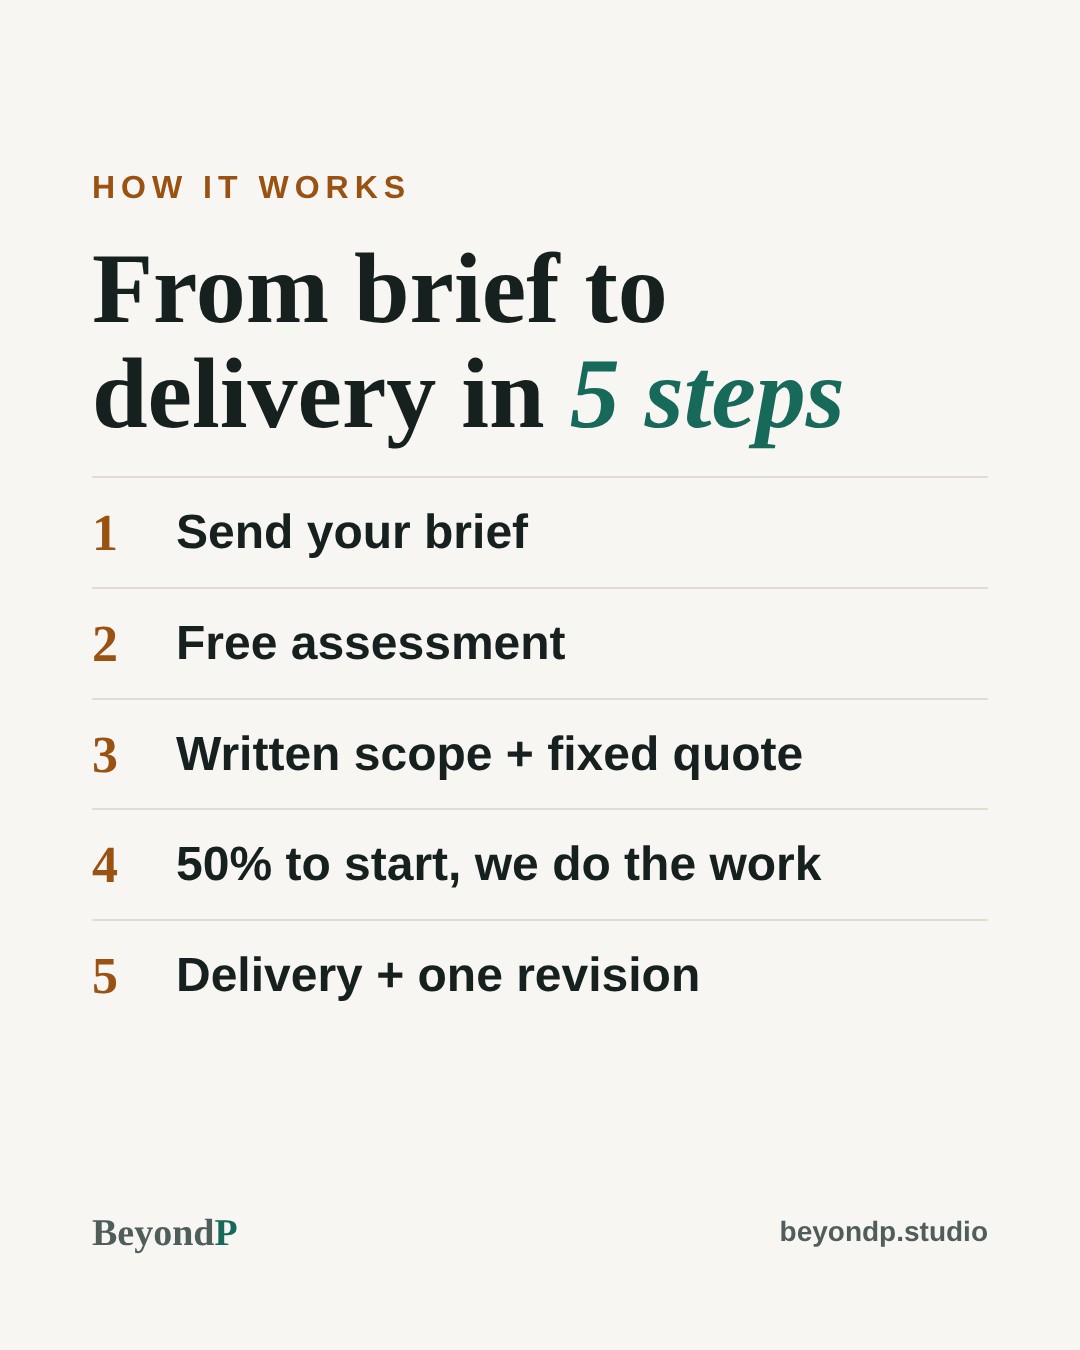 HOW IT WORKS
From brief to
delivery in 5 steps
1 Send your brief
2 Free assessment
3 Written scope + fixed quote
4 50% to start, we do the work
5 Delivery + one revision
BeyondP
beyondp.studio